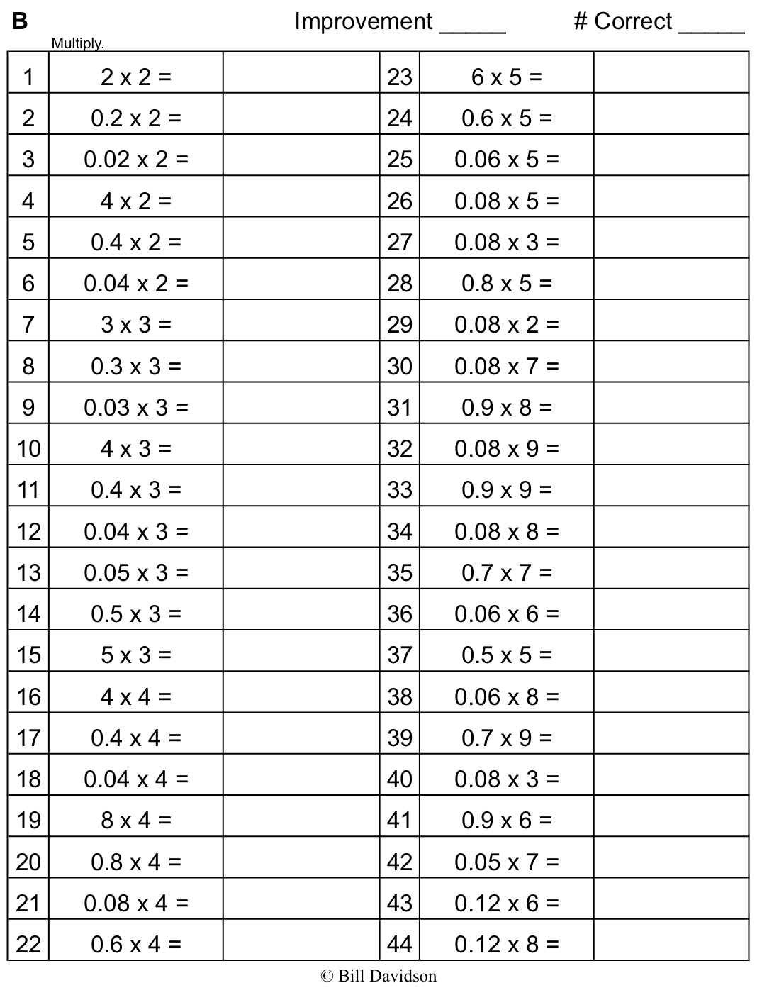 B Improvement _____ # Correct _____
Multiply.
1 2 x 2 = 23 6 x 5 =
2 0.2 x 2 = 24 0.6 x 5 =
3 0.02 x 2 = 25 0.06 x 5 =
4 4 x 2 = 26 0.08 x 5 =
5 0.4 x 2 = 27 0.08 x 3 =
6 0.04 x 2 = 28 0.8 x 5 =
7 3 x 3 = 29 0.08 x 2 =
8 0.3 x 3 = 30 0.08 x 7 =
9 0.03 x 3 = 31 0.9 x 8 =
10 4 x 3 = 32 0.08 x 9 =
11 0.4 x 3 = 33 0.9 x 9 =
12 0.04 x 3 = 34 0.08 x 8 =
13 0.05 x 3 = 35 0.7 x 7 =
14 0.5 x 3 = 36 0.06 x 6 =
15 5 x 3 = 37 0.5 x 5 =
16 4 x 4 = 38 0.06 x 8 =
17 0.4 x 4 = 39 0.7 x 9 =
18 0.04 x 4 = 40 0.08 x 3 =
19 8 x 4 = 41 0.9 x 6 =
20 0.8 x 4 = 42 0.05 x 7 =
21 0.08 x 4 = 43 0.12 x 6 =
22 0.6 x 4 = 44 0.12 x 8 =
© Bill Davidson